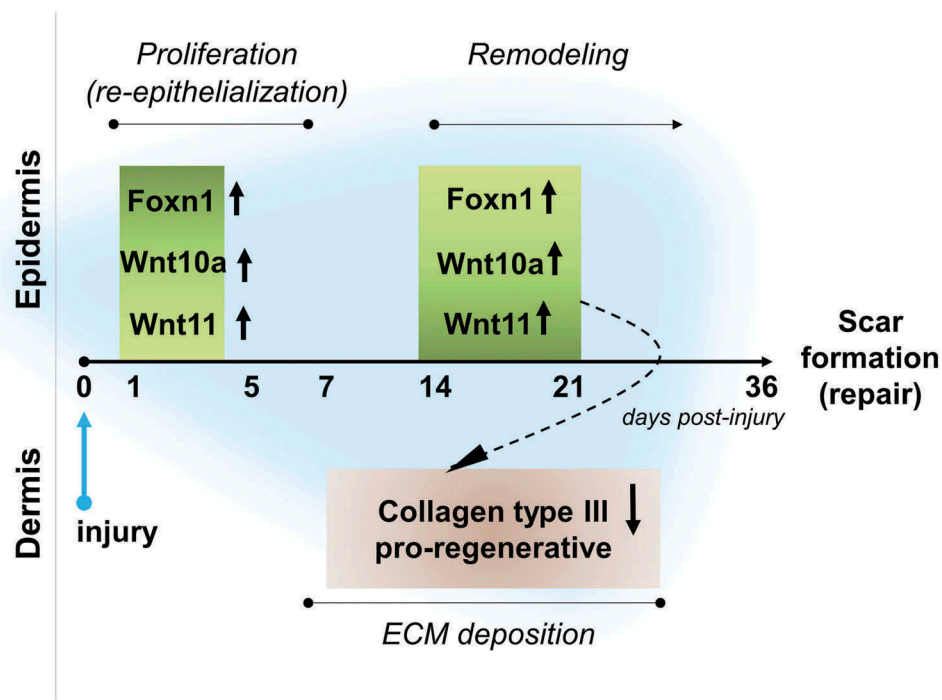 Proliferation
(re-epithelialization)
Remodeling
Epidermis
Foxn1
Wnt10a
Wnt11
Foxn1
Wnt10a
Wnt11
0 1 5 7 14 21 36
days post-injury
Scar
formation
(repair)
Dermis
injury
Collagen type III
pro-regenerative
ECM deposition